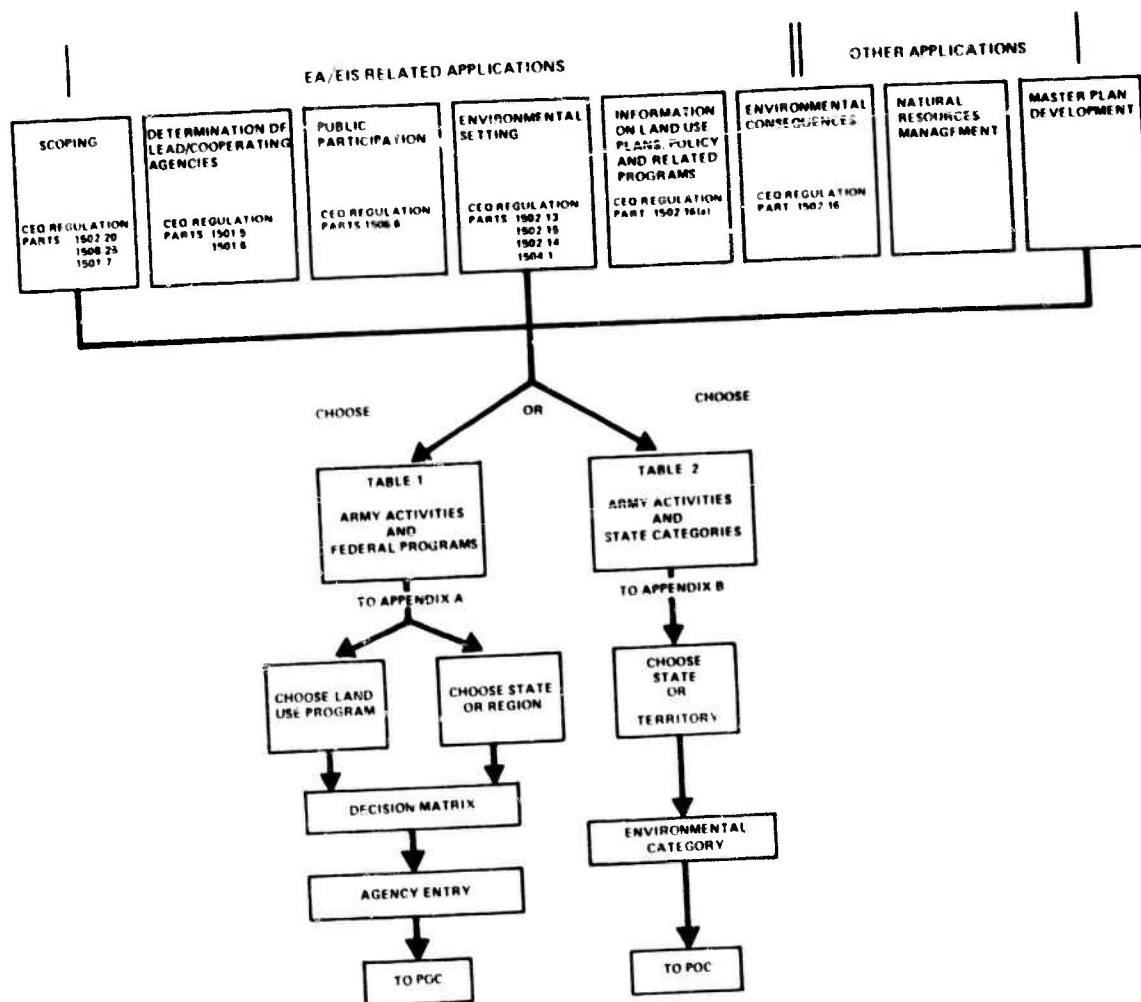 EA/EIS RELATED APPLICATIONS
OTHER APPLICATIONS
SCOPING
CEQ REGULATION
PARTS 1502 20
1508 25
1501 7
DETERMINATION OF
LEAD/COOPERATING
AGENCIES
CEQ REGULATION
PARTS 1501 5
1501 6
PUBLIC
PARTICIPATION
CEQ REGULATION
PARTS 1506 6
ENVIRONMENTAL
SETTING
CEQ REGULATION
PARTS 1502 13
1502 15
1502 14
1504 1
INFORMATION
ON LAND USE
PLANS, POLICY
AND RELATED
PROGRAMS
CEQ REGULATION
PART 1502 16(c)
ENVIRONMENTAL
CONSEQUENCES
CEQ REGULATION
PART 1502 16
NATURAL
RESOURCES
MANAGEMENT
MASTER PLAN
DEVELOPMENT
CHOOSE
OR
CHOOSE
TABLE 1
ARMY ACTIVITIES
AND
FEDERAL PROGRAMS
TABLE 2
ARMY ACTIVITIES
AND
STATE CATEGORIES
TO APPENDIX A
TO APPENDIX B
CHOOSE LAND
USE PROGRAM
CHOOSE STATE
OR REGION
CHOOSE
STATE
OR
TERRITORY
DECISION MATRIX
ENVIRONMENTAL
CATEGORY
AGENCY ENTRY
TO POC
TO POC